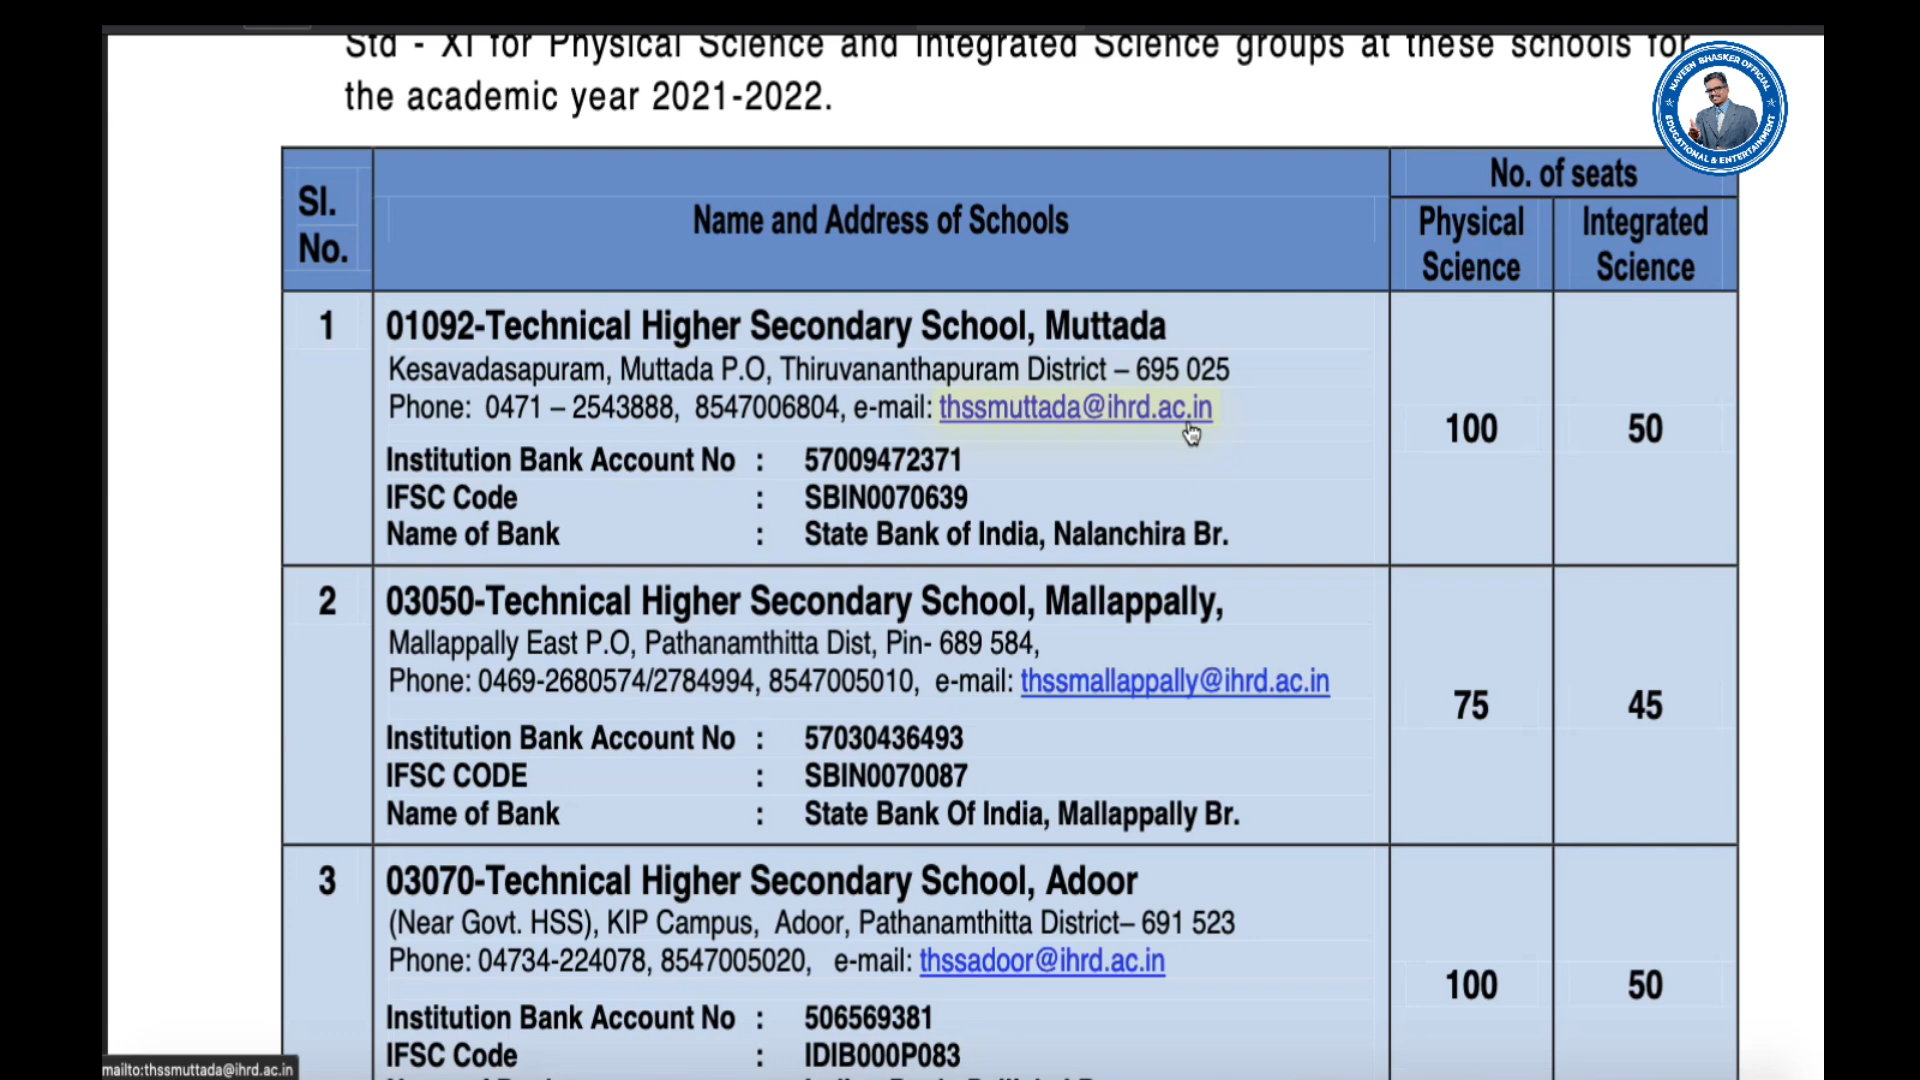 Std - XI for Physical Science and Integrated Science groups at these schools for
the academic year 2021-2022.
NAVEEN BHASKER OFFICIAL
EDUCATIONAL & ENTERTAINMENT
Sl. No.
Name and Address of Schools
No. of seats
Physical Science
Integrated Science
1
01092-Technical Higher Secondary School, Muttada
Kesavadasapuram, Muttada P.O, Thiruvananthapuram District – 695 025
Phone: 0471 – 2543888, 8547006804, e-mail: thssmuttada@ihrd.ac.in
Institution Bank Account No : 57009472371
IFSC Code : SBIN0070639
Name of Bank : State Bank of India, Nalanchira Br.
100
50
2
03050-Technical Higher Secondary School, Mallappally,
Mallappally East P.O, Pathanamthitta Dist, Pin- 689 584,
Phone: 0469-2680574/2784994, 8547005010, e-mail: thssmallappally@ihrd.ac.in
Institution Bank Account No : 57030436493
IFSC CODE : SBIN0070087
Name of Bank : State Bank Of India, Mallappally Br.
75
45
3
03070-Technical Higher Secondary School, Adoor
(Near Govt. HSS), KIP Campus, Adoor, Pathanamthitta District– 691 523
Phone: 04734-224078, 8547005020, e-mail: thssadoor@ihrd.ac.in
Institution Bank Account No : 506569381
IFSC Code : IDIB000P083
100
50
mailto:thssmuttada@ihrd.ac.in